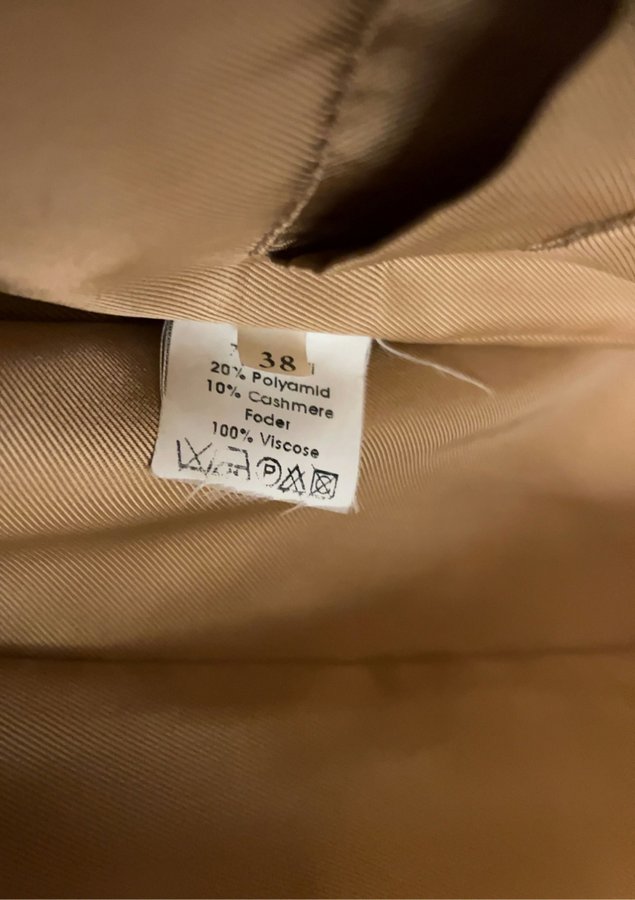 38
20% Polyamid
10% Cashmere
Foder
100% Viscose
P